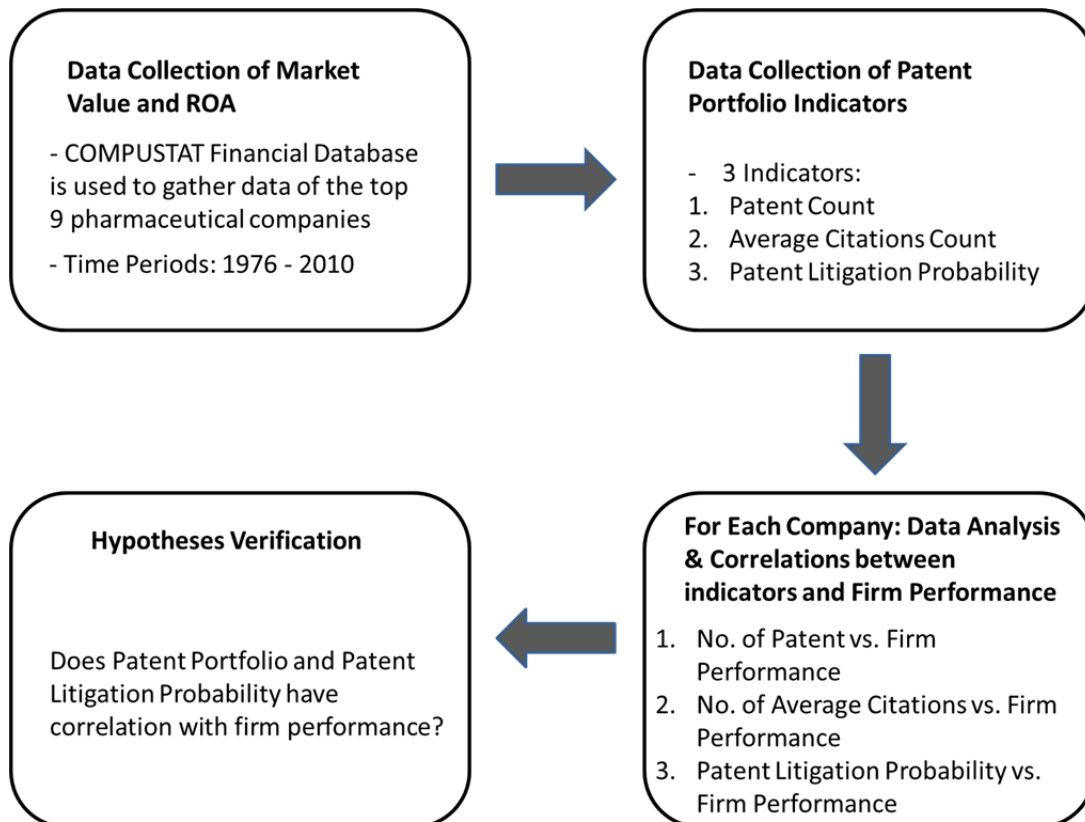 Data Collection of Market
Value and ROA
- COMPUSTAT Financial Database
is used to gather data of the top
9 pharmaceutical companies
- Time Periods: 1976 - 2010
Data Collection of Patent
Portfolio Indicators
- 3 Indicators:
1. Patent Count
2. Average Citations Count
3. Patent Litigation Probability
For Each Company: Data Analysis
& Correlations between
indicators and Firm Performance
1. No. of Patent vs. Firm
Performance
2. No. of Average Citations vs. Firm
Performance
3. Patent Litigation Probability vs.
Firm Performance
Hypotheses Verification
Does Patent Portfolio and Patent
Litigation Probability have
correlation with firm performance?